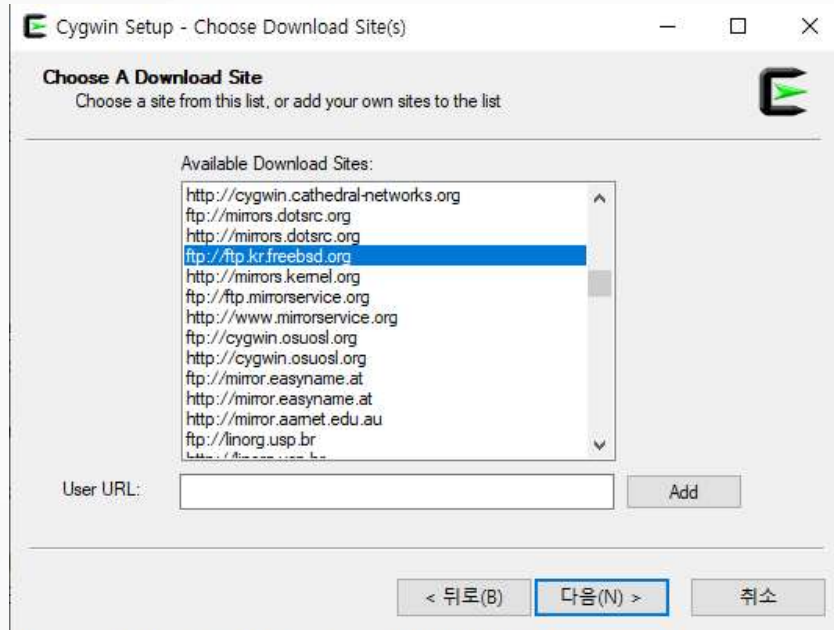 Cygwin Setup - Choose Download Site(s)
Choose A Download Site
Choose a site from this list, or add your own sites to the list
Available Download Sites:
http://cygwin.cathedral-networks.org
ftp://mirrors.dotsrc.org
http://mirrors.dotsrc.org
ftp://ftp.kr.freebsd.org
http://mirrors.kernel.org
ftp://ftp.mirrorservice.org
http://www.mirrorservice.org
ftp://cygwin.osuosl.org
http://cygwin.osuosl.org
ftp://mirror.easyname.at
http://mirror.easyname.at
http://mirror.aarnet.edu.au
ftp://linorg.usp.br
User URL:
Add
< 뒤로(B)
다음(N) >
취소